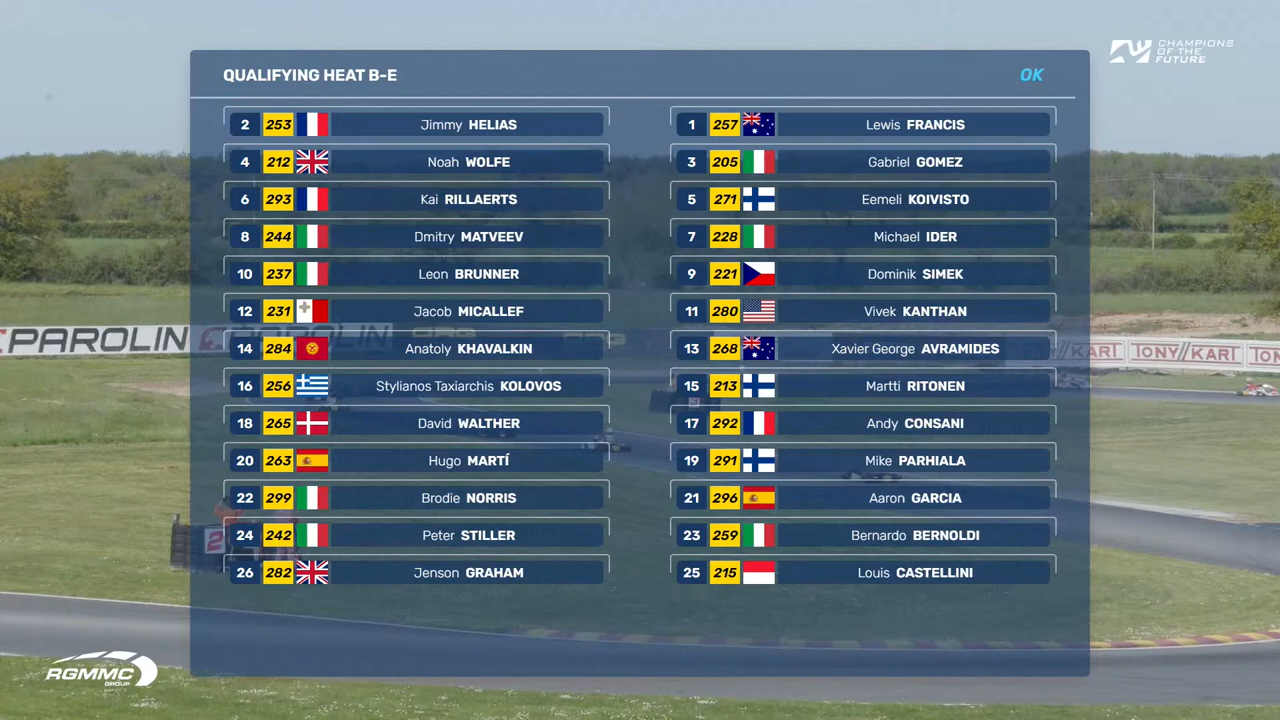 CHAMPIONS
OF THE
FUTURE
QUALIFYING HEAT B-E
OK
2 253 Jimmy HELIAS
1 257 Lewis FRANCIS
4 212 Noah WOLFE
3 205 Gabriel GOMEZ
6 293 Kai RILLAERTS
5 271 Eemeli KOIVISTO
8 244 Dmitry MATVEEV
7 228 Michael IDER
10 237 Leon BRUNNER
9 221 Dominik SIMEK
12 231 Jacob MICALLEF
11 280 Vivek KANTHAN
PAROLIN PAROLIN
TONY KART
14 284 Anatoly KHAVALKIN
13 268 Xavier George AVRAMIDES
16 256 Stylianos Taxiarchis KOLOVOS
15 213 Martti RITONEN
18 265 David WALTHER
17 292 Andy CONSANI
20 263 Hugo MARTÍ
19 291 Mike PARHIALA
22 299 Brodie NORRIS
21 296 Aaron GARCIA
24 242 Peter STILLER
23 259 Bernardo BERNOLDI
26 282 Jenson GRAHAM
25 215 Louis CASTELLINI
RGMMC
GROUP